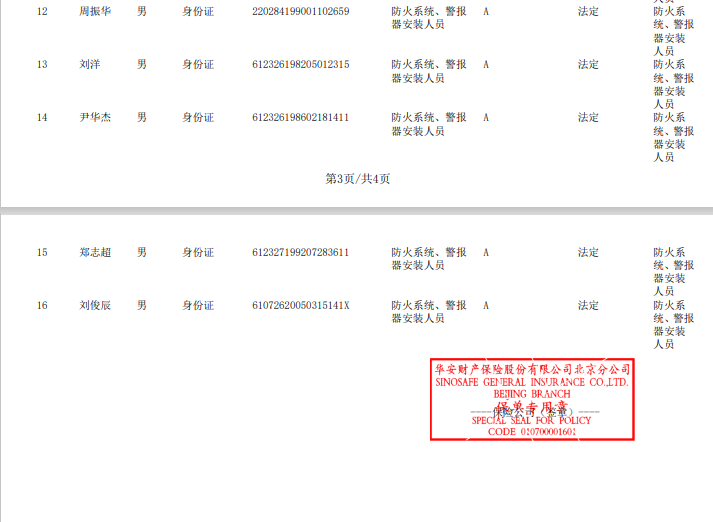 12 周振华 男 身份证 220284199001102659 防火系统、警报 A 法定 防火系
器安装人员 统、警报
器安装
人员
13 刘洋 男 身份证 612326198205012315 防火系统、警报 A 法定 防火系
器安装人员 统、警报
器安装
人员
14 尹华杰 男 身份证 612326198602181411 防火系统、警报 A 法定 防火系
器安装人员 统、警报
器安装
人员
第3页/共4页
15 郑志超 男 身份证 612327199207283611 防火系统、警报 A 法定 防火系
器安装人员 统、警报
器安装
人员
16 刘俊辰 男 身份证 61072620050315141X 防火系统、警报 A 法定 防火系
器安装人员 统、警报
器安装
人员
华安财产保险股份有限公司北京分公司
SINOSAFE GENERAL INSURANCE CO.,LTD.
BEIJING BRANCH
保单专用章
----保险公司（签章）----
SPECIAL SEAL FOR POLICY
CODE 010700001601